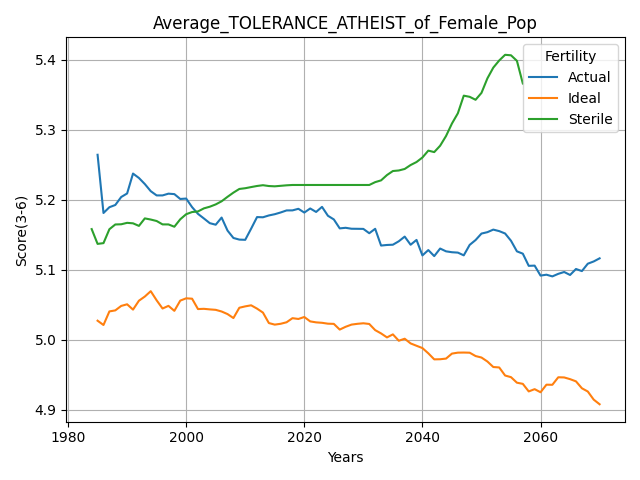 Average_TOLERANCE_ATHEIST_of_Female_Pop
Fertility
Actual
Ideal
Sterile
Score(3-6)
5.4
5.3
5.2
5.1
5.0
4.9
1980 2000 2020 2040 2060
Years